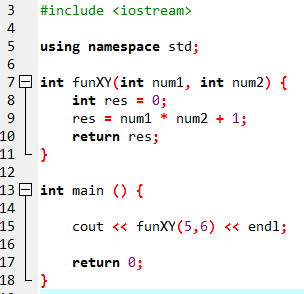 3 #include <iostream>
4
5 using namespace std;
6
7 int funXY(int num1, int num2) {
8 int res = 0;
9 res = num1 * num2 + 1;
10 return res;
11 }
12
13 int main () {
14
15 cout << funXY(5,6) << endl;
16
17 return 0;
18 }